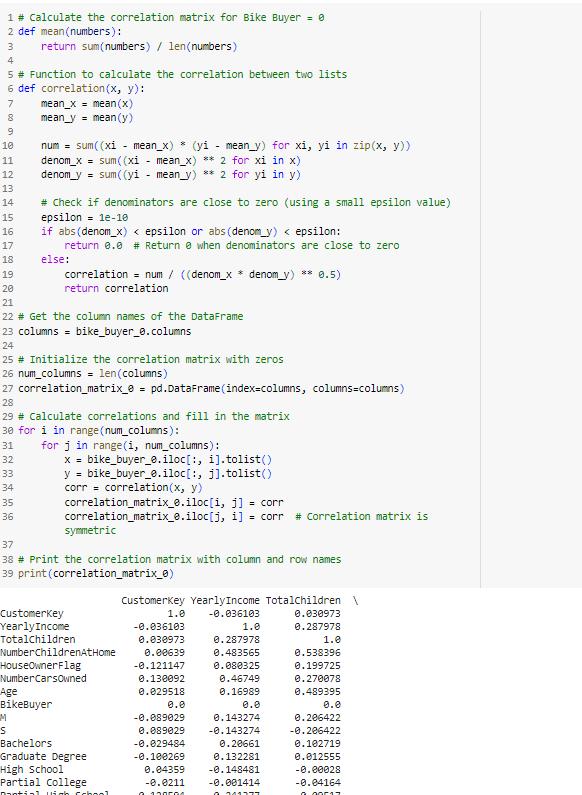 1 # Calculate the correlation matrix for Bike Buyer = 0
2 def mean(numbers):
3 return sum(numbers) / len(numbers)
4
5 # Function to calculate the correlation between two lists
6 def correlation(x, y):
7 mean_x = mean(x)
8 mean_y = mean(y)
9
10 num = sum((xi - mean_x) * (yi - mean_y) for xi, yi in zip(x, y))
11 denom_x = sum((xi - mean_x) ** 2 for xi in x)
12 denom_y = sum((yi - mean_y) ** 2 for yi in y)
13
14 # Check if denominators are close to zero (using a small epsilon value)
15 epsilon = 1e-10
16 if abs(denom_x) < epsilon or abs(denom_y) < epsilon:
17 return 0.0 # Return 0 when denominators are close to zero
18 else:
19 correlation = num / ((denom_x * denom_y) ** 0.5)
20 return correlation
21
22 # Get the column names of the DataFrame
23 columns = bike_buyer_0.columns
24
25 # Initialize the correlation matrix with zeros
26 num_columns = len(columns)
27 correlation_matrix_0 = pd.DataFrame(index=columns, columns=columns)
28
29 # Calculate correlations and fill in the matrix
30 for i in range(num_columns):
31 for j in range(i, num_columns):
32 x = bike_buyer_0.iloc[:, i].tolist()
33 y = bike_buyer_0.iloc[:, j].tolist()
34 corr = correlation(x, y)
35 correlation_matrix_0.iloc[i, j] = corr
36 correlation_matrix_0.iloc[j, i] = corr # Correlation matrix is
symmetric
37
38 # Print the correlation matrix with column and row names
39 print(correlation_matrix_0)
CustomerKey YearlyIncome TotalChildren \
CustomerKey 1.0 -0.036103 0.030973
YearlyIncome -0.036103 1.0 0.287978
TotalChildren 0.030973 0.287978 1.0
NumberChildrenAtHome 0.00639 0.483565 0.538396
HouseOwnerFlag -0.121147 0.080325 0.199725
NumberCarsOwned 0.130092 0.46749 0.270078
Age 0.029518 0.16989 0.489395
BikeBuyer 0.0 0.0 0.0
M -0.089029 0.143274 0.206422
S 0.089029 -0.143274 -0.206422
Bachelors -0.029484 0.20661 0.102719
Graduate Degree -0.100269 0.132281 0.012555
High School 0.04359 -0.148481 -0.00028
Partial College -0.0211 -0.001414 -0.04164
Partial High School